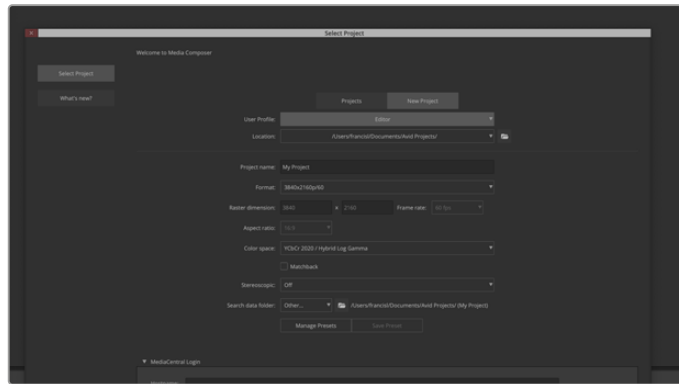 Select Project
Welcome to Media Composer
Select Project
What's new?
Projects New Project
User Profile: Editor
Location: /Users/francid/Documents/Avid Projects/
Project name: My Project
Format: 3840x2160p/60
Raster dimension: 3840 x 2160 Frame rate: 60 fps
Aspect ratio: 16:9
Color space: YCbCr 2020 / Hybrid Log Gamma
Matchback
Stereoscopic: Off
Search data folder: Other... /Users/francid/Documents/Avid Projects/ (My Project)
Manage Presets Save Preset
MediaCentral Login